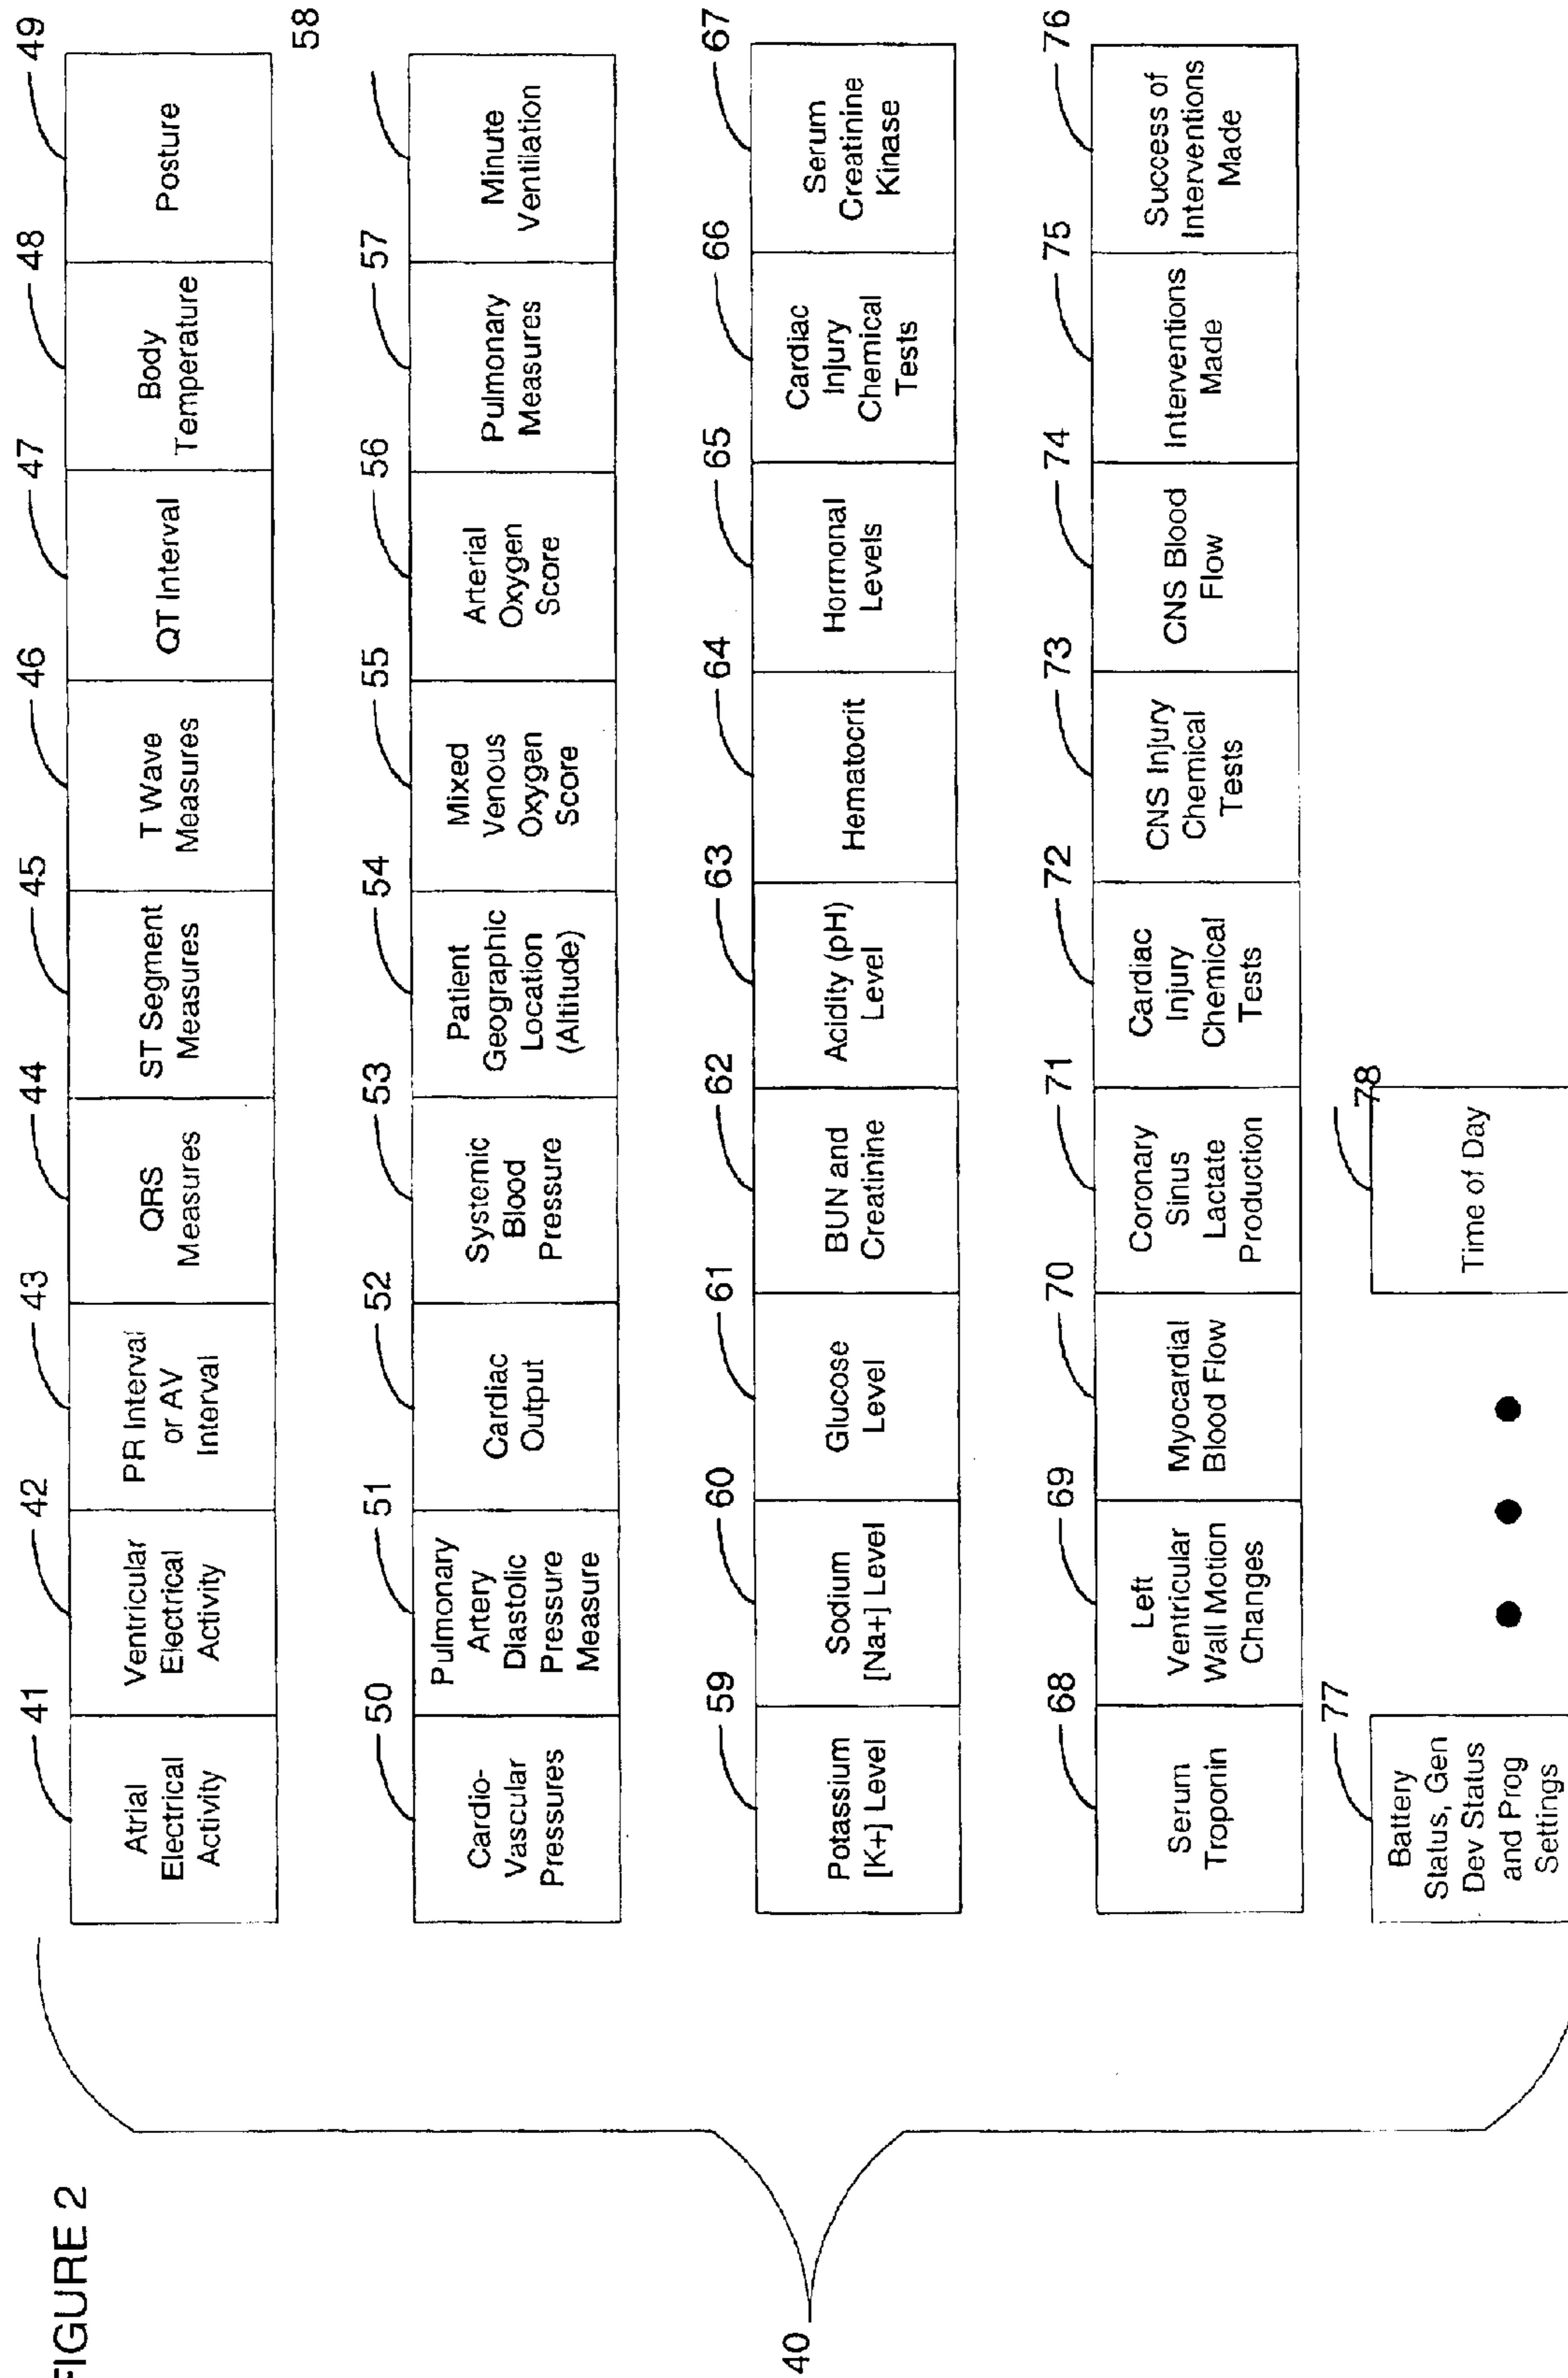 FIGURE 2
40
41
42
43
44
45
46
47
48
49
Atrial
Electrical
Activity
Ventricular
Electrical
Activity
PR Interval
or AV
Interval
QRS
Measures
ST Segment
Measures
T Wave
Measures
QT Interval
Body
Temperature
Posture
50
51
52
53
54
55
56
57
58
Cardio-
Vascular
Pressures
Pulmonary
Artery
Diastolic
Pressure
Measure
Cardiac
Output
Systemic
Blood
Pressure
Patient
Geographic
Location
(Altitude)
Mixed
Venous
Oxygen
Score
Arterial
Oxygen
Score
Pulmonary
Measures
Minute
Ventilation
59
60
61
62
63
64
65
66
67
Potassium
[K+] Level
Sodium
[Na+] Level
Glucose
Level
BUN and
Creatinine
Acidity (pH)
Level
Hematocrit
Hormonal
Levels
Cardiac
Injury
Chemical
Tests
Serum
Creatinine
Kinase
68
69
70
71
72
73
74
75
76
Serum
Troponin
Left
Ventricular
Wall Motion
Changes
Myocardial
Blood Flow
Coronary
Sinus
Lactate
Production
Cardiac
Injury
Chemical
Tests
CNS Injury
Chemical
Tests
CNS Blood
Flow
Interventions
Made
Success of
Interventions
Made
77
78
Battery
Status, Gen
Dev Status
and Prog
Settings
Time of Day